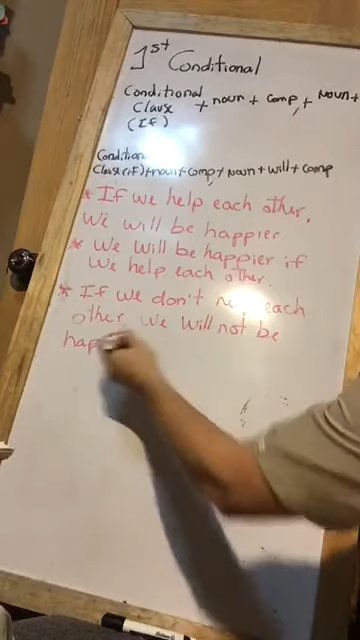 1st Conditional
Conditional
Clause + noun + comp, + Noun +
(If)
Condition
Clause(if)+noun+comp+Noun+will+comp
* If we help each other,
we will be happier.
* We will be happier if
we help each other.
* If we don't each
other we will not be